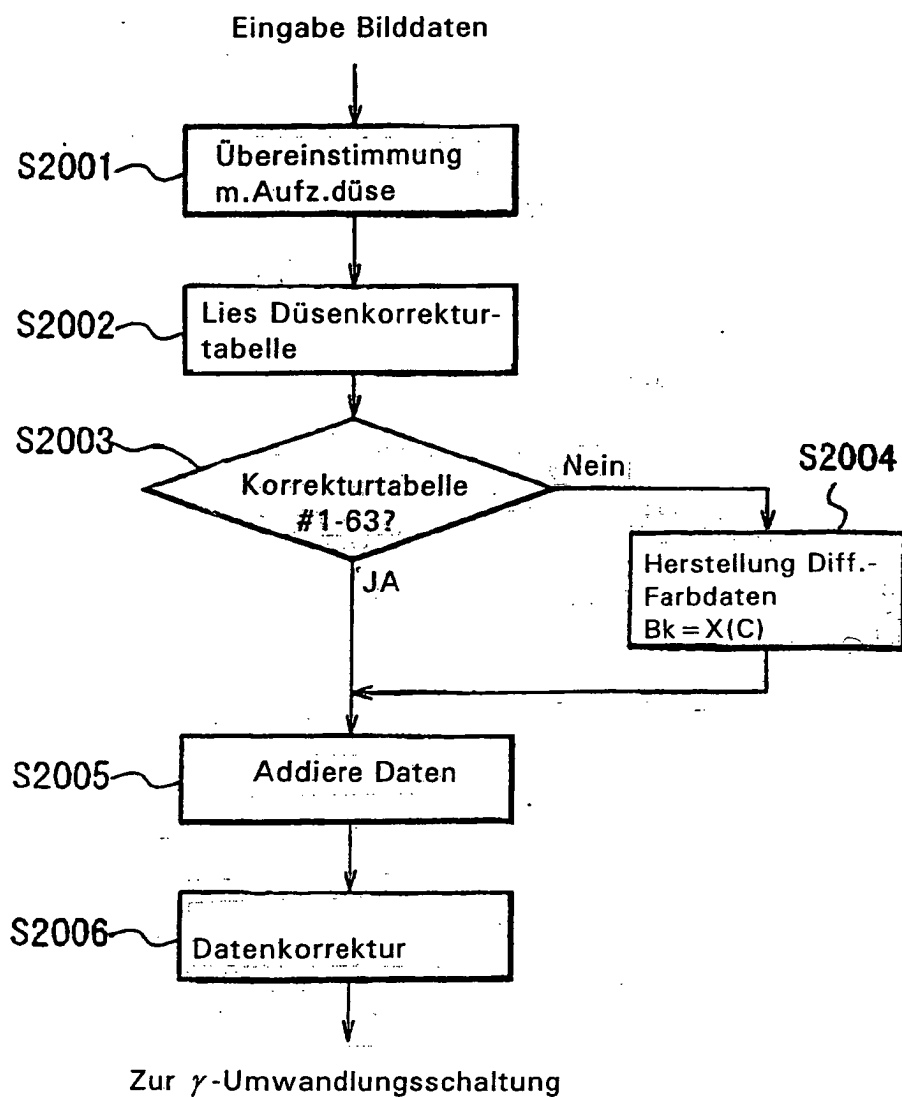 Eingabe Bilddaten
S2001
Übereinstimmung
m.Aufz.düse
S2002
Lies Düsenkorrektur-
tabelle
S2003
Korrekturtabelle
#1-63?
Nein
JA
S2004
Herstellung Diff.-
Farbdaten
Bk=X(C)
S2005
Addiere Daten
S2006
Datenkorrektur
Zur γ-Umwandlungsschaltung